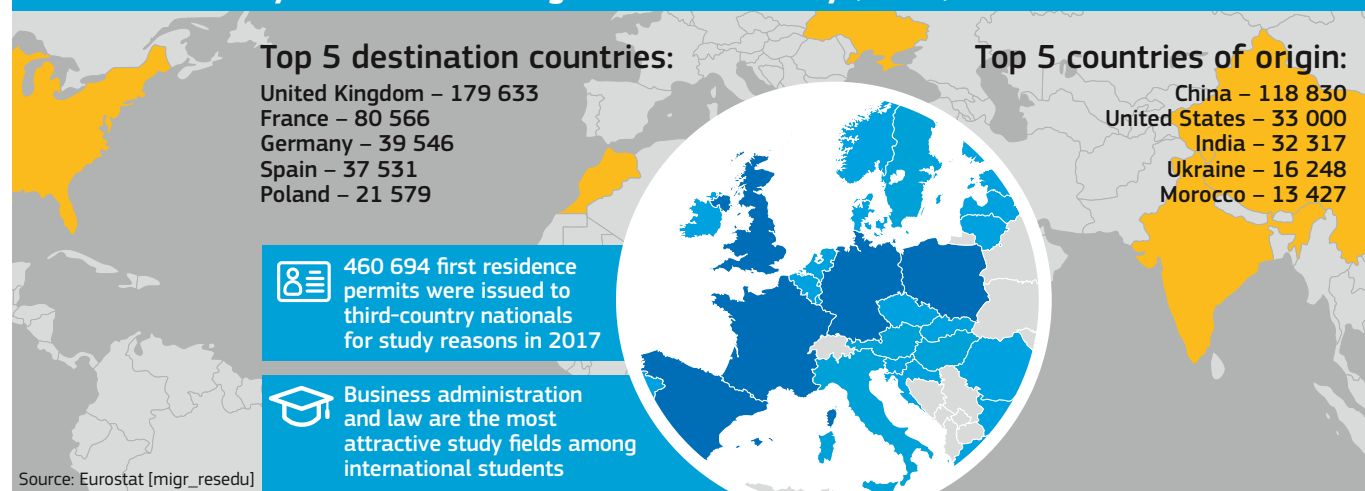 Top 5 destination countries:
United Kingdom – 179 633
France – 80 566
Germany – 39 546
Spain – 37 531
Poland – 21 579
Top 5 countries of origin:
China – 118 830
United States – 33 000
India – 32 317
Ukraine – 16 248
Morocco – 13 427
460 694 first residence
permits were issued to
third-country nationals
for study reasons in 2017
Business administration
and law are the most
attractive study fields among
international students
Source: Eurostat [migr_resedu]